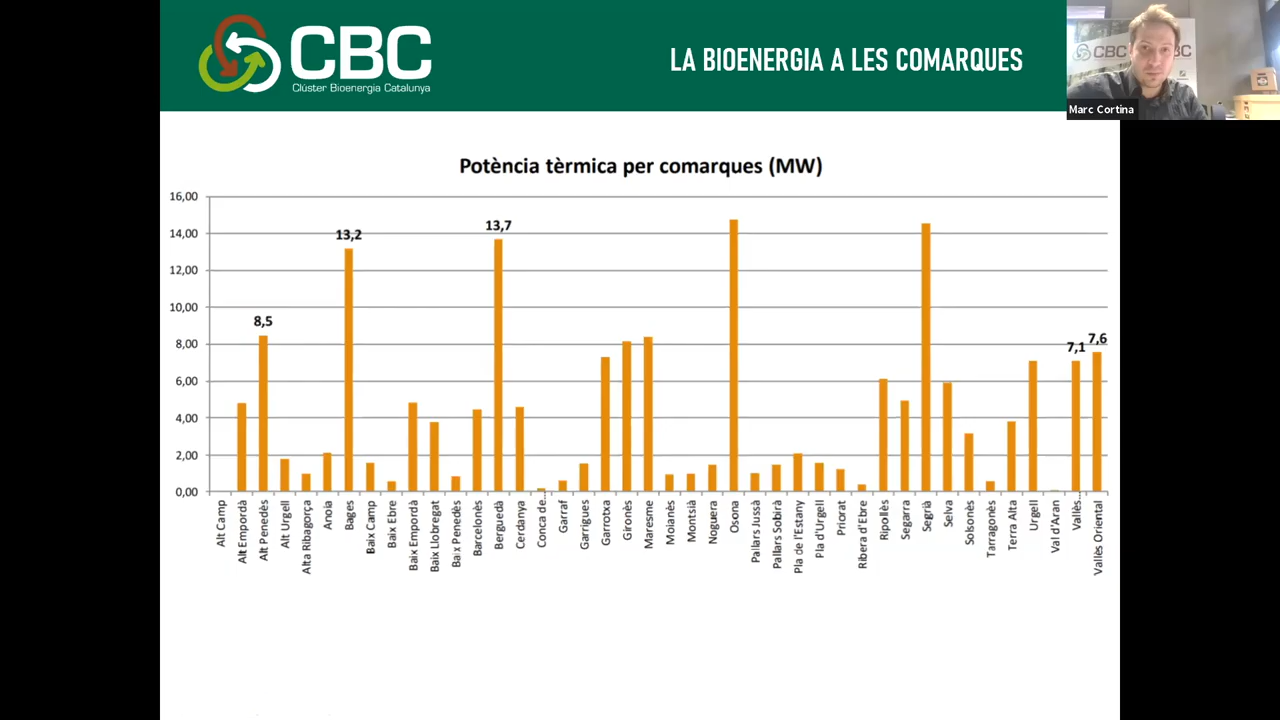 CBC
Clúster Bioenergia Catalunya
LA BIOENERGIA A LES COMARQUES
CBC
BC
Marc Cortina
Potència tèrmica per comarques (MW)
16,00
14,00
12,00
10,00
8,00
6,00
4,00
2,00
0,00
8,5
13,2
13,7
7,1
7,6
Alt Camp
Alt Empordà
Alt Penedès
Alt Urgell
Alta Ribagorça
Anoia
Bages
Baix Camp
Baix Ebre
Baix Empordà
Baix Llobregat
Baix Penedès
Barcelonès
Berguedà
Cerdanya
Conca de...
Garraf
Garrigues
Garrotxa
Gironès
Maresme
Moianès
Montsià
Noguera
Osona
Pallars Jussà
Pallars Sobirà
Pla de l'Estany
Pla d'Urgell
Priorat
Ribera d'Ebre
Ripollès
Segarra
Segrià
Selva
Solsonès
Tarragonès
Terra Alta
Urgell
Val d'Aran
Vallès...
Vallès Oriental